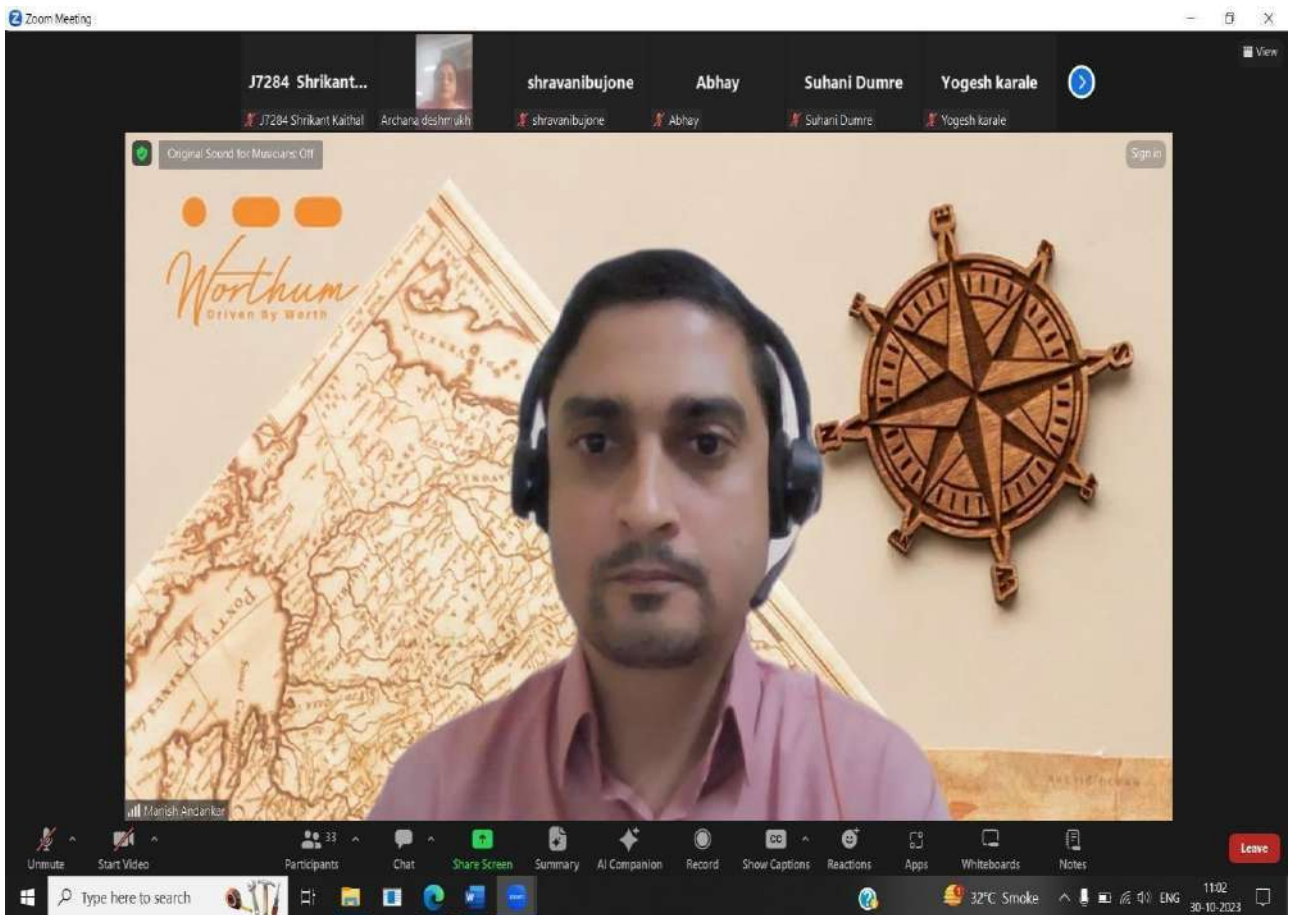 Zoom Meeting
View
J7284 Shrikant...
shravanibujone
Abhay
Suhani Dumre
Yogesh karale
J7284 Shrikant Kaithal
Archana deshmukh
shravanibujone
Abhay
Suhani Dumre
Yogesh karale
Original Sound for Musicians: Off
Sign in
Worthum
Driven By Worth
N
S
W
Manish Andankar
Unmute
Start Video
33
Participants
Chat
Share Screen
Summary
AI Companion
Record
CC
Show Captions
Reactions
Apps
Whiteboards
Notes
Leave
Type here to search
32°C Smoke
ENG
11:02
30-10-2023